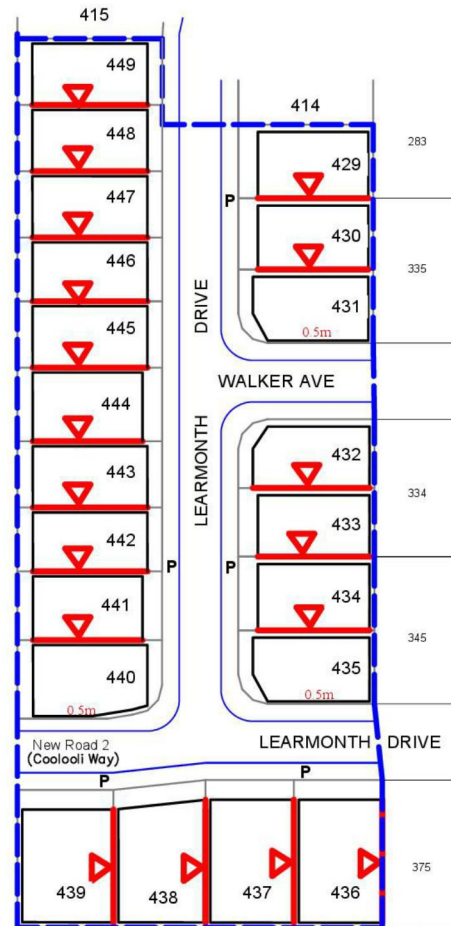 415
449
414
448
429
283
447
P
430
446
335
DRIVE
431
445
0.5m
WALKER AVE
444
LEARMONTH
432
443
334
433
442
P
P
434
441
345
440
435
0.5m
0.5m
New Road 2
LEARMONTH DRIVE
(Coolooli Way)
P
P
375
439
438
437
436